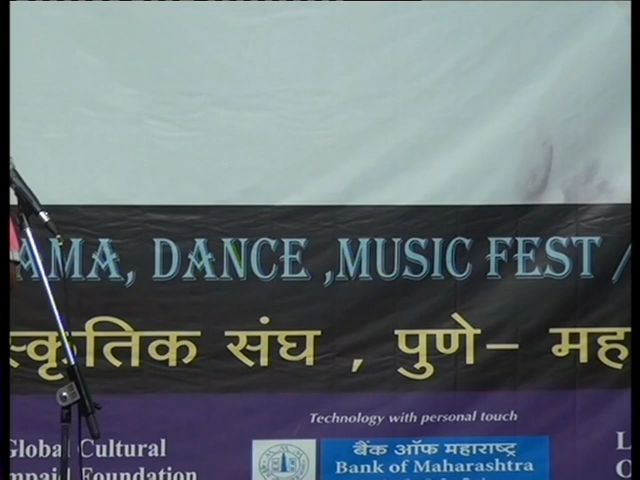 AMA, DANCE ,MUSIC FEST /
स्कृतिक संघ , पुणे– मह
Technology with personal touch
Global Cultural
Foundation
बैंक ऑफ महाराष्ट्र
Bank of Maharashtra